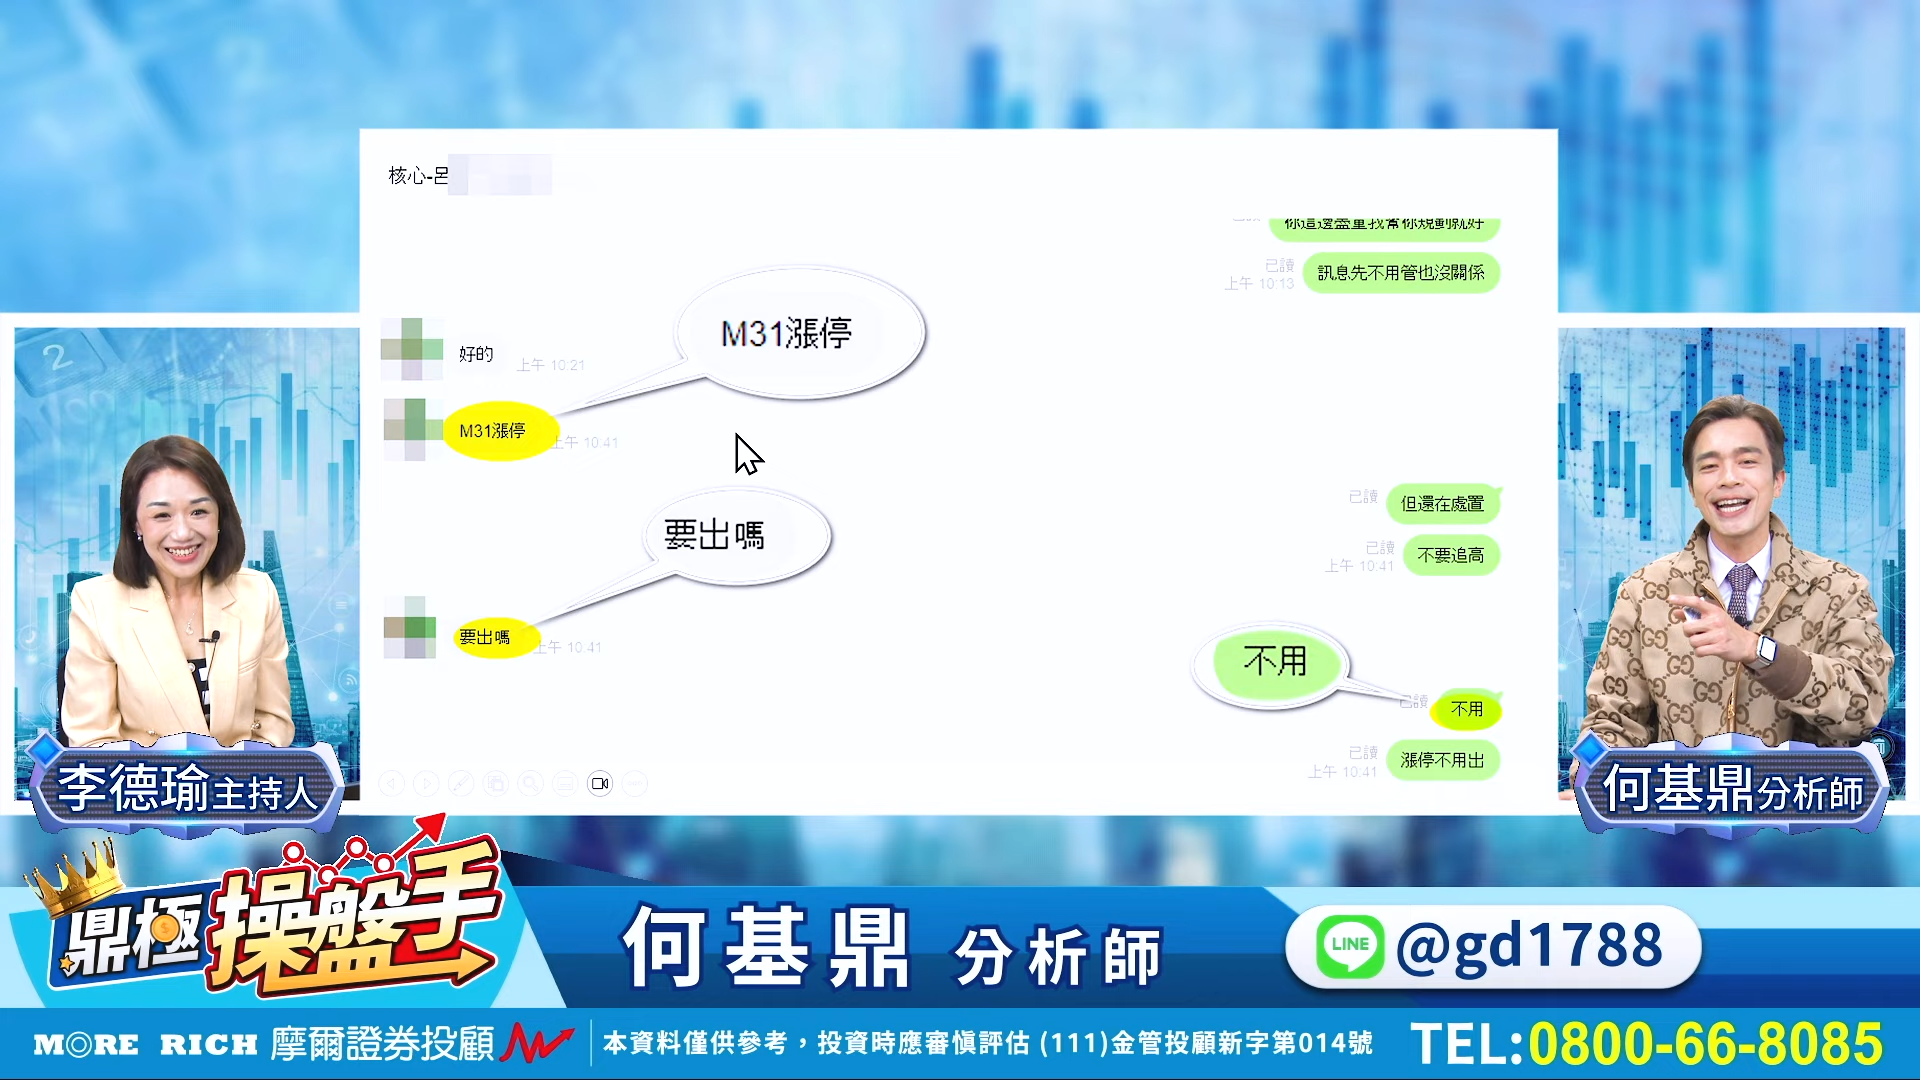 核心-呂
你這邊盡量我幫你規劃就好
已讀
上午 10:13
訊息先不用管也沒關係
好的
上午 10:21
M31漲停
M31漲停
上午 10:41
已讀
但還在處置
已讀
上午 10:41
不要追高
要出嗎
要出嗎
上午 10:41
不用
已讀
不用
已讀
上午 10:41
漲停不用出
李德瑜主持人
何基鼎分析師
鼎極操盤手
何基鼎 分析師
LINE
@gd1788
MORE RICH 摩爾證券投顧
本資料僅供參考，投資時應審慎評估 (111)金管投顧新字第014號
TEL:0800-66-8085